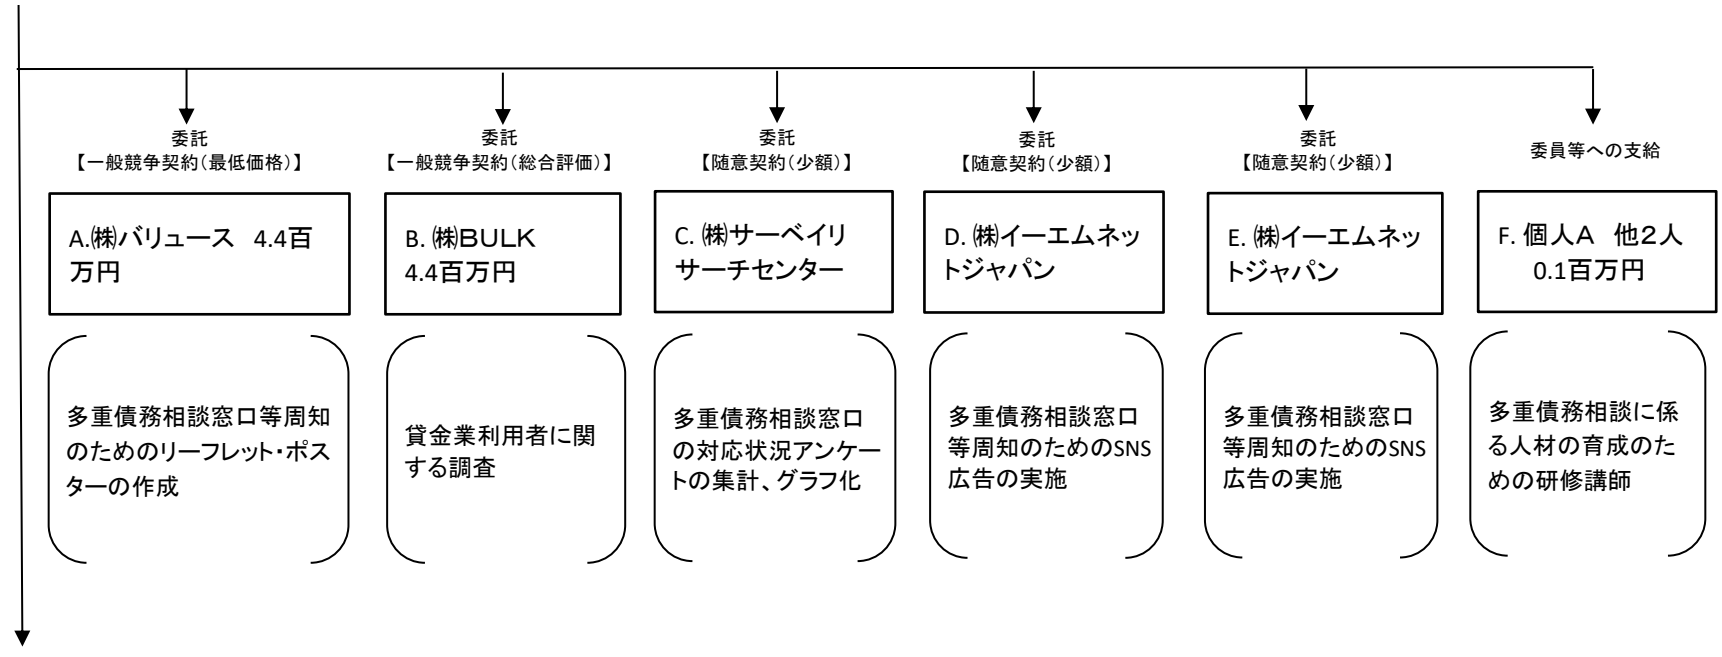 委託
【一般競争契約(最低価格)】
A.㈱バリュース　4.4百
万円
多重債務相談窓口等周知
のためのリーフレット・ポス
ターの作成
委託
【一般競争契約(総合評価)】
B. ㈱BULK
4.4百万円
貸金業利用者に関
する調査
委託
【随意契約(少額)】
C. ㈱サーベイリ
サーチセンター
多重債務相談窓口
の対応状況アンケー
トの集計、グラフ化
委託
【随意契約(少額)】
D. ㈱イーエムネッ
トジャパン
多重債務相談窓口
等周知のためのSNS
広告の実施
委託
【随意契約(少額)】
E. ㈱イーエムネッ
トジャパン
多重債務相談窓口
等周知のためのSNS
広告の実施
委員等への支給
F. 個人A　他2人
0.1百万円
多重債務相談に係
る人材の育成のた
めの研修講師